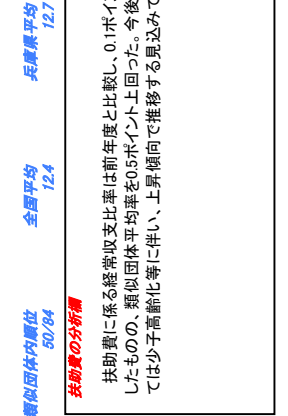 類似団体内順位 全国平均 兵庫県平均
50/84 12.4 12.7
扶助費の分析欄
扶助費に係る経常収支比率は前年度と比較し、0.1ポイ
したものの、類似団体平均率を0.5ポイント上回った。今後
ては少子高齢化等に伴い、上昇傾向で推移する見込みで